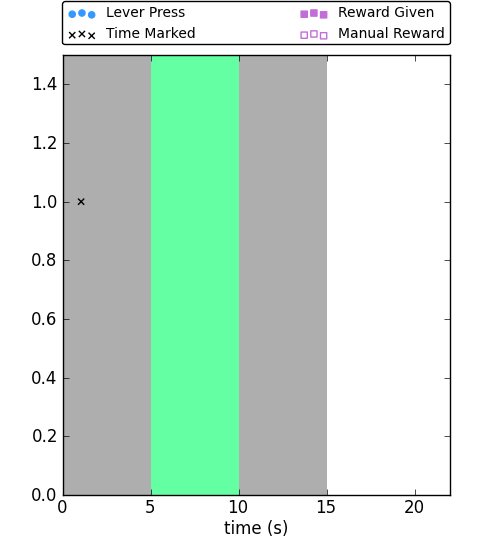 Lever Press
Reward Given
Time Marked
Manual Reward
1.4
1.2
1.0
0.8
0.6
0.4
0.2
0.0
0 5 10 15 20
time (s)